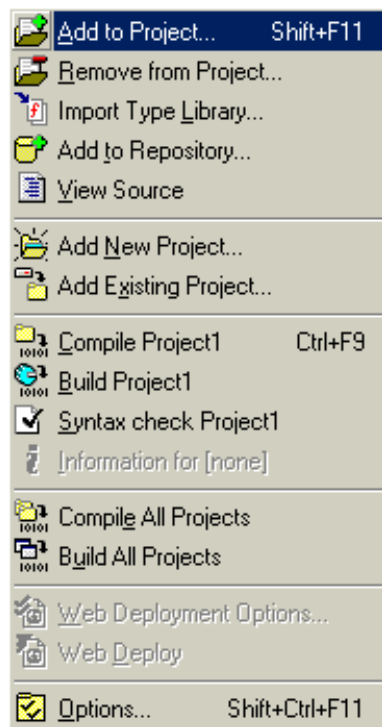 Add to Project... Shift+F11
Remove from Project...
Import Type Library...
Add to Repository...
View Source
Add New Project...
Add Existing Project...
Compile Project1 Ctrl+F9
Build Project1
Syntax check Project1
Information for [none]
Compile All Projects
Build All Projects
Web Deployment Options...
Web Deploy
Options... Shift+Ctrl+F11